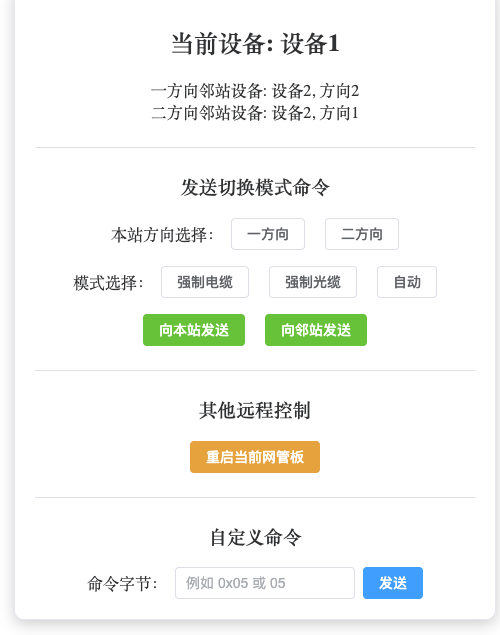 当前设备: 设备1
一方向邻站设备: 设备2, 方向2
二方向邻站设备: 设备2, 方向1
发送切换模式命令
本站方向选择: 一方向 二方向
模式选择: 强制电缆 强制光缆 自动
向本站发送 向邻站发送
其他远程控制
重启当前网管板
自定义命令
命令字节: 例如 0x05 或 05 发送